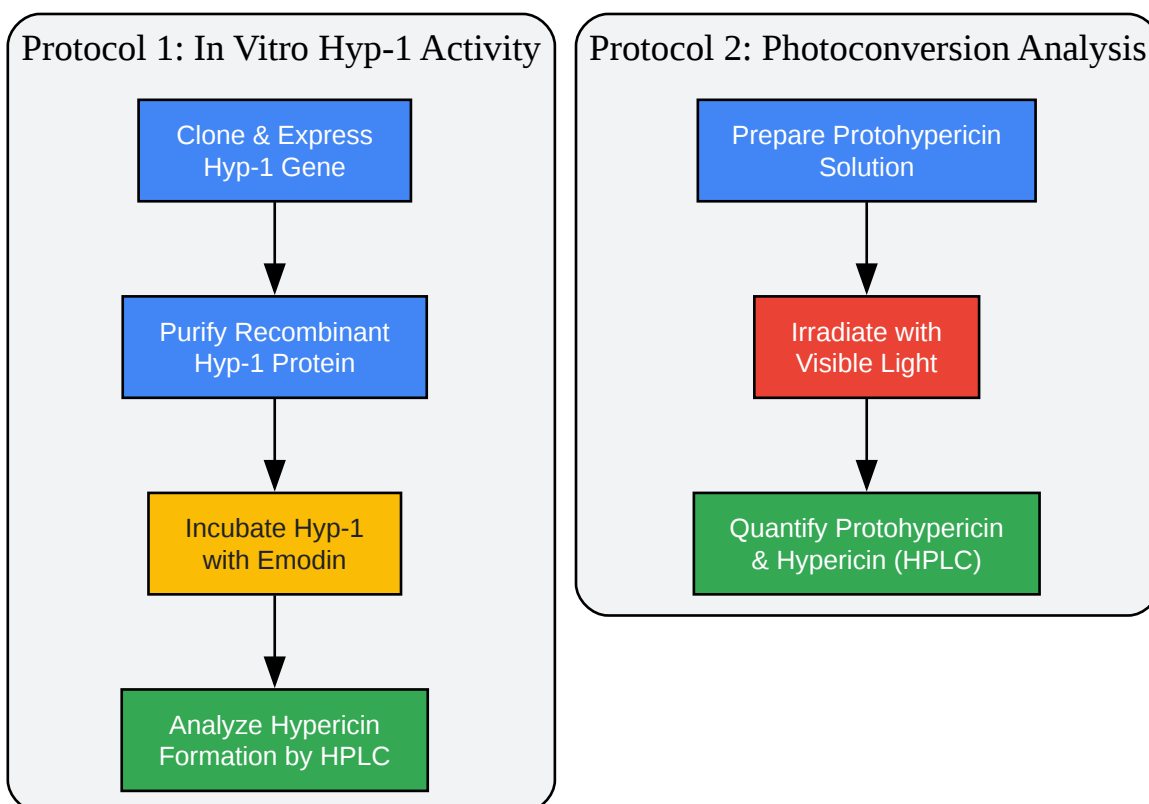 Protocol 1: In Vitro Hyp-1 Activity
Clone & Express
Hyp-1 Gene
Purify Recombinant
Hyp-1 Protein
Incubate Hyp-1
with Emodin
Analyze Hypericin
Formation by HPLC
Protocol 2: Photoconversion Analysis
Prepare Protohypericin
Solution
Irradiate with
Visible Light
Quantify Protohypericin
& Hypericin (HPLC)